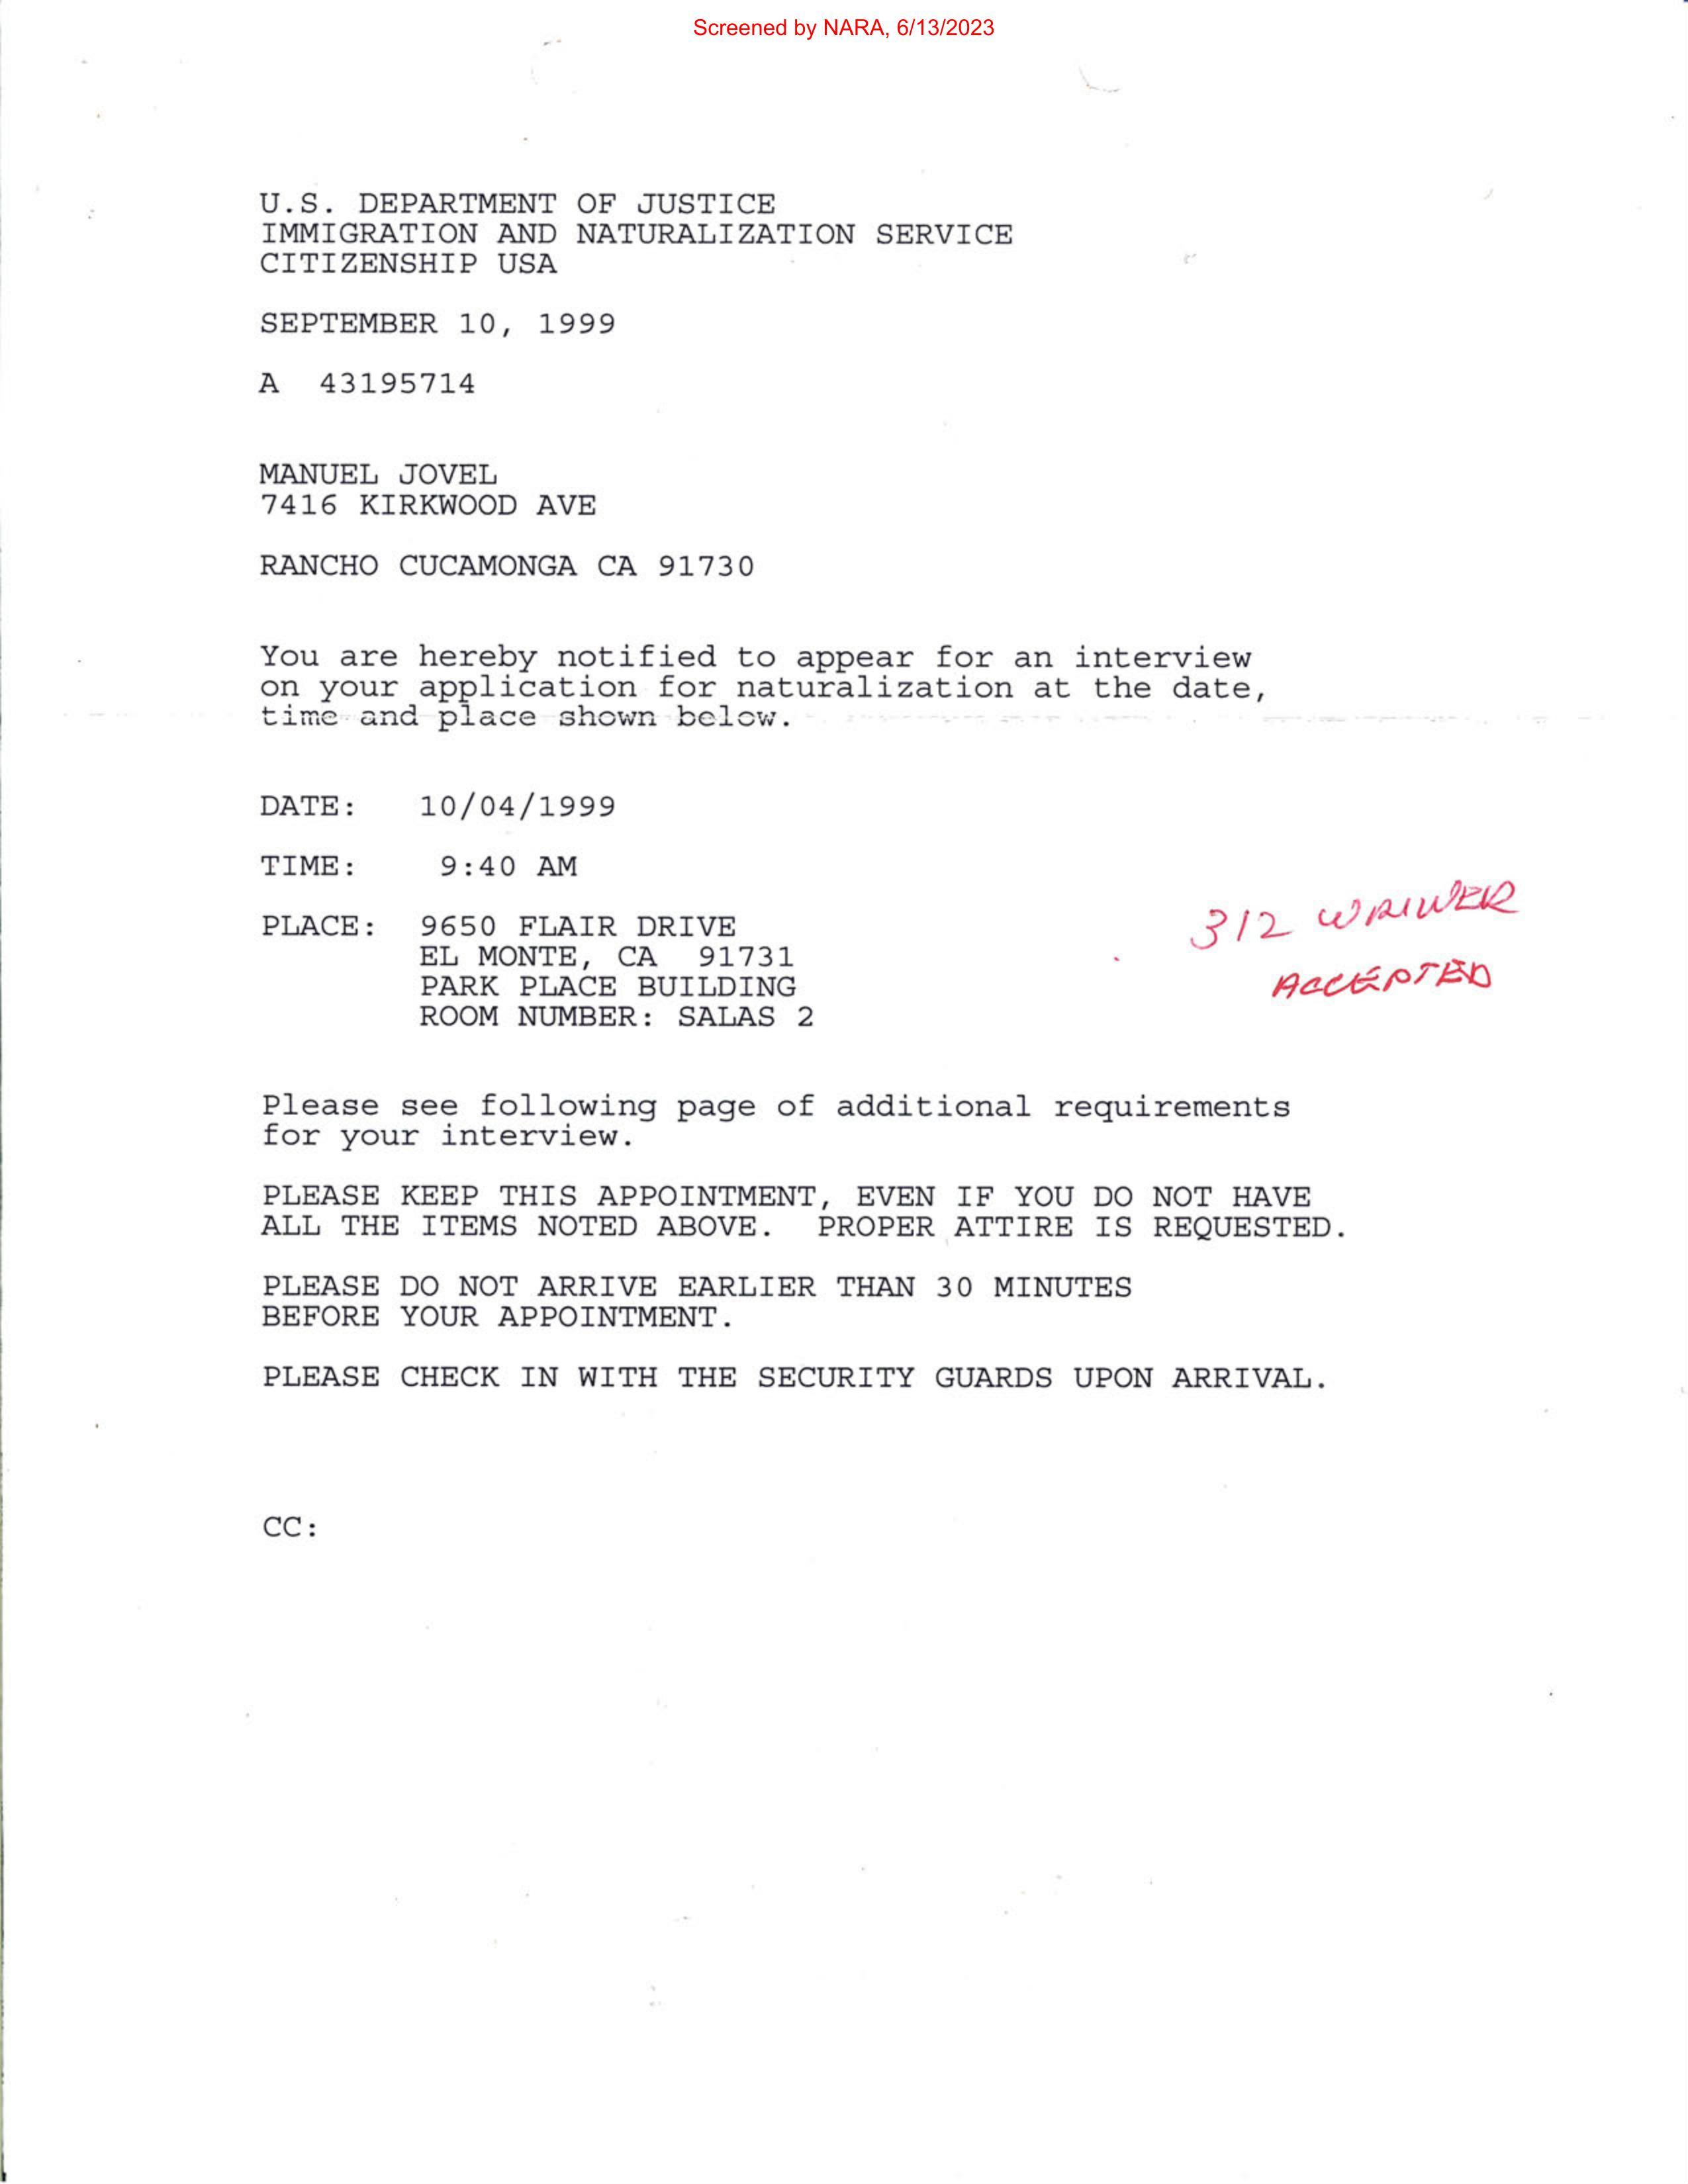 Screened by NARA, 6/13/2023
U.S. DEPARTMENT OF JUSTICE
IMMIGRATION AND NATURALIZATION SERVICE
CITIZENSHIP USA
SEPTEMBER 10, 1999
A  43195714
MANUEL JOVEL
7416 KIRKWOOD AVE
RANCHO CUCAMONGA CA 91730
You are hereby notified to appear for an interview
on your application for naturalization at the date,
time and place shown below.
DATE:   10/04/1999
TIME:    9:40 AM
PLACE:  9650 FLAIR DRIVE
EL MONTE, CA  91731
PARK PLACE BUILDING
ROOM NUMBER: SALAS 2
312 WAIVER
ACCEPTED
Please see following page of additional requirements
for your interview.
PLEASE KEEP THIS APPOINTMENT, EVEN IF YOU DO NOT HAVE
ALL THE ITEMS NOTED ABOVE.  PROPER ATTIRE IS REQUESTED.
PLEASE DO NOT ARRIVE EARLIER THAN 30 MINUTES
BEFORE YOUR APPOINTMENT.
PLEASE CHECK IN WITH THE SECURITY GUARDS UPON ARRIVAL.
CC: